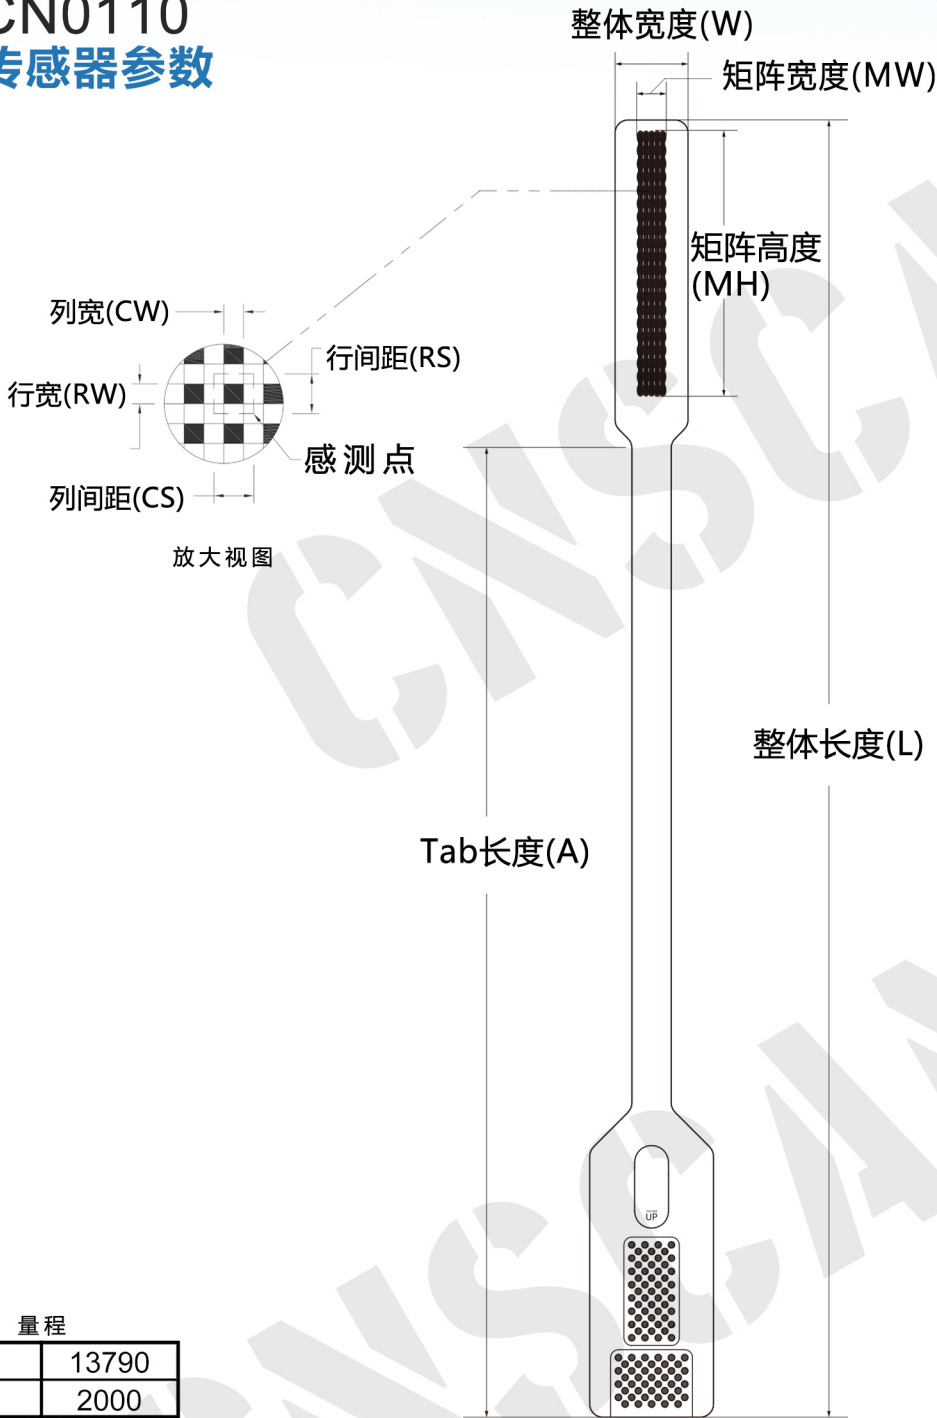 CN0110
传感器参数
整体宽度(W)
矩阵宽度(MW)
矩阵高度
(MH)
列宽(CW)
行间距(RS)
行宽(RW)
感测点
列间距(CS)
放大视图
整体长度(L)
Tab长度(A)
UP
量程
13790
2000
CNSCAN
CNSCAN